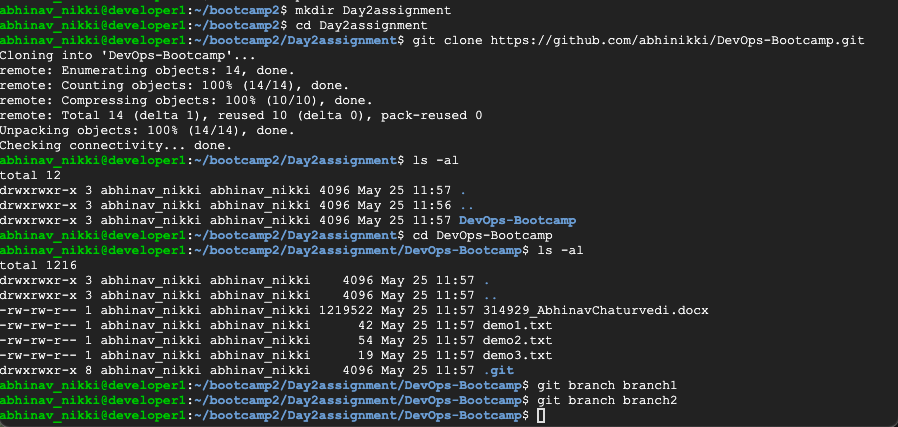 abhinav_nikki@developer1:~/bootcamp2$ mkdir Day2assignment
abhinav_nikki@developer1:~/bootcamp2$ cd Day2assignment
abhinav_nikki@developer1:~/bootcamp2/Day2assignment$ git clone https://github.com/abhinikki/DevOps-Bootcamp.git
Cloning into 'DevOps-Bootcamp'...
remote: Enumerating objects: 14, done.
remote: Counting objects: 100% (14/14), done.
remote: Compressing objects: 100% (10/10), done.
remote: Total 14 (delta 1), reused 10 (delta 0), pack-reused 0
Unpacking objects: 100% (14/14), done.
Checking connectivity... done.
abhinav_nikki@developer1:~/bootcamp2/Day2assignment$ ls -al
total 12
drwxrwxr-x 3 abhinav_nikki abhinav_nikki 4096 May 25 11:57 .
drwxrwxr-x 3 abhinav_nikki abhinav_nikki 4096 May 25 11:56 ..
drwxrwxr-x 3 abhinav_nikki abhinav_nikki 4096 May 25 11:57 DevOps-Bootcamp
abhinav_nikki@developer1:~/bootcamp2/Day2assignment$ cd DevOps-Bootcamp
abhinav_nikki@developer1:~/bootcamp2/Day2assignment/DevOps-Bootcamp$ ls -al
total 1216
drwxrwxr-x 3 abhinav_nikki abhinav_nikki    4096 May 25 11:57 .
drwxrwxr-x 3 abhinav_nikki abhinav_nikki    4096 May 25 11:57 ..
-rw-rw-r-- 1 abhinav_nikki abhinav_nikki 1219522 May 25 11:57 314929_AbhinavChaturvedi.docx
-rw-rw-r-- 1 abhinav_nikki abhinav_nikki      42 May 25 11:57 demo1.txt
-rw-rw-r-- 1 abhinav_nikki abhinav_nikki      54 May 25 11:57 demo2.txt
-rw-rw-r-- 1 abhinav_nikki abhinav_nikki      19 May 25 11:57 demo3.txt
drwxrwxr-x 8 abhinav_nikki abhinav_nikki    4096 May 25 11:57 .git
abhinav_nikki@developer1:~/bootcamp2/Day2assignment/DevOps-Bootcamp$ git branch branch1
abhinav_nikki@developer1:~/bootcamp2/Day2assignment/DevOps-Bootcamp$ git branch branch2
abhinav_nikki@developer1:~/bootcamp2/Day2assignment/DevOps-Bootcamp$